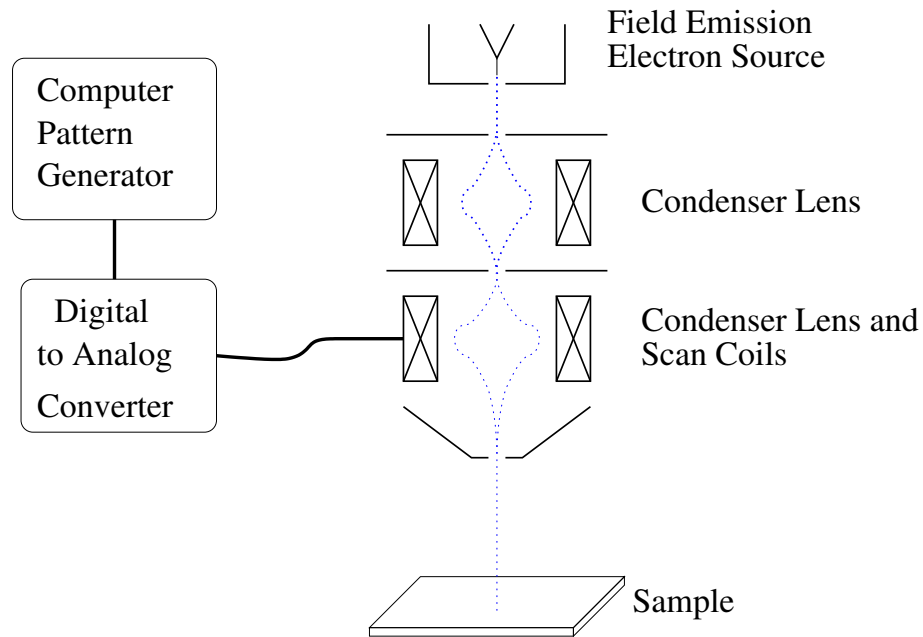 Field Emission
Electron Source
Computer
Pattern
Generator
Condenser Lens
Digital
to Analog
Converter
Condenser Lens and
Scan Coils
Sample